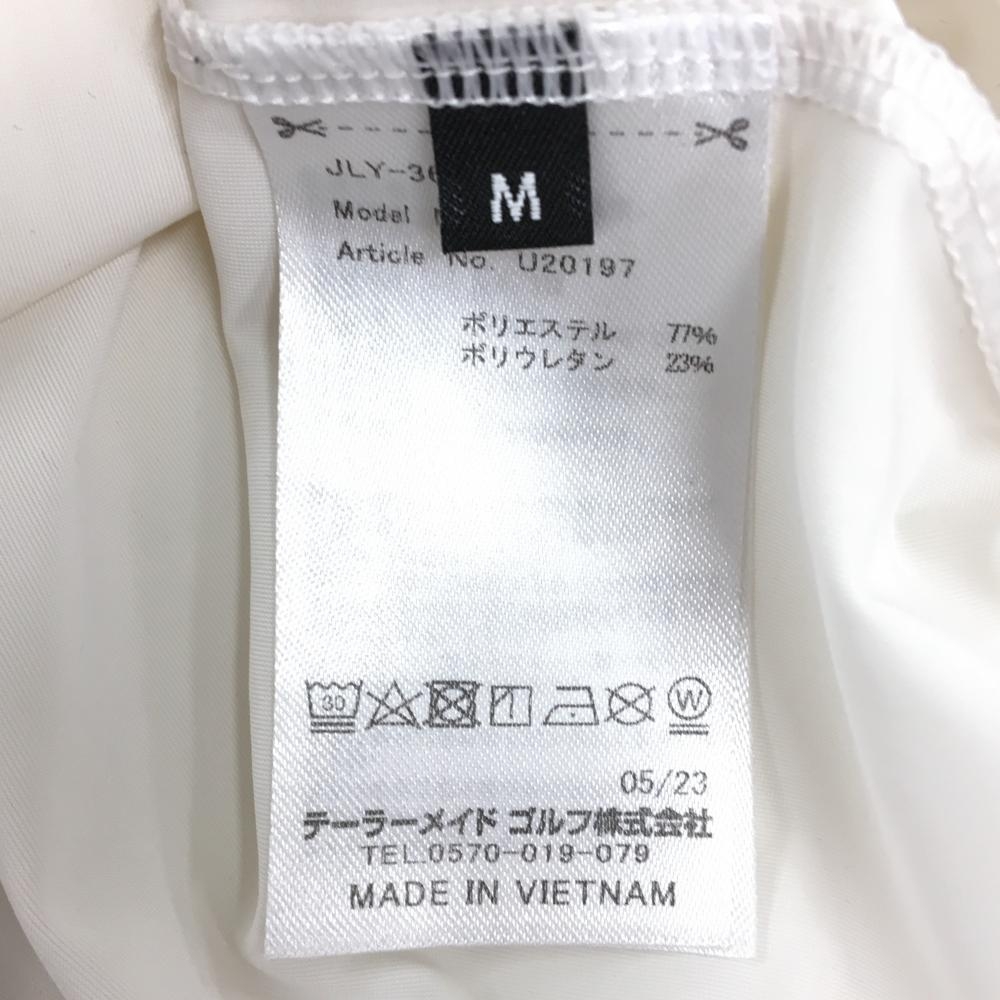 M
JLY-36
Model
Article No. U20197
ポリエステル 77%
ポリウレタン 23%
30
W
05/23
テーラーメイド ゴルフ株式会社
TEL.0570-019-079
MADE IN VIETNAM